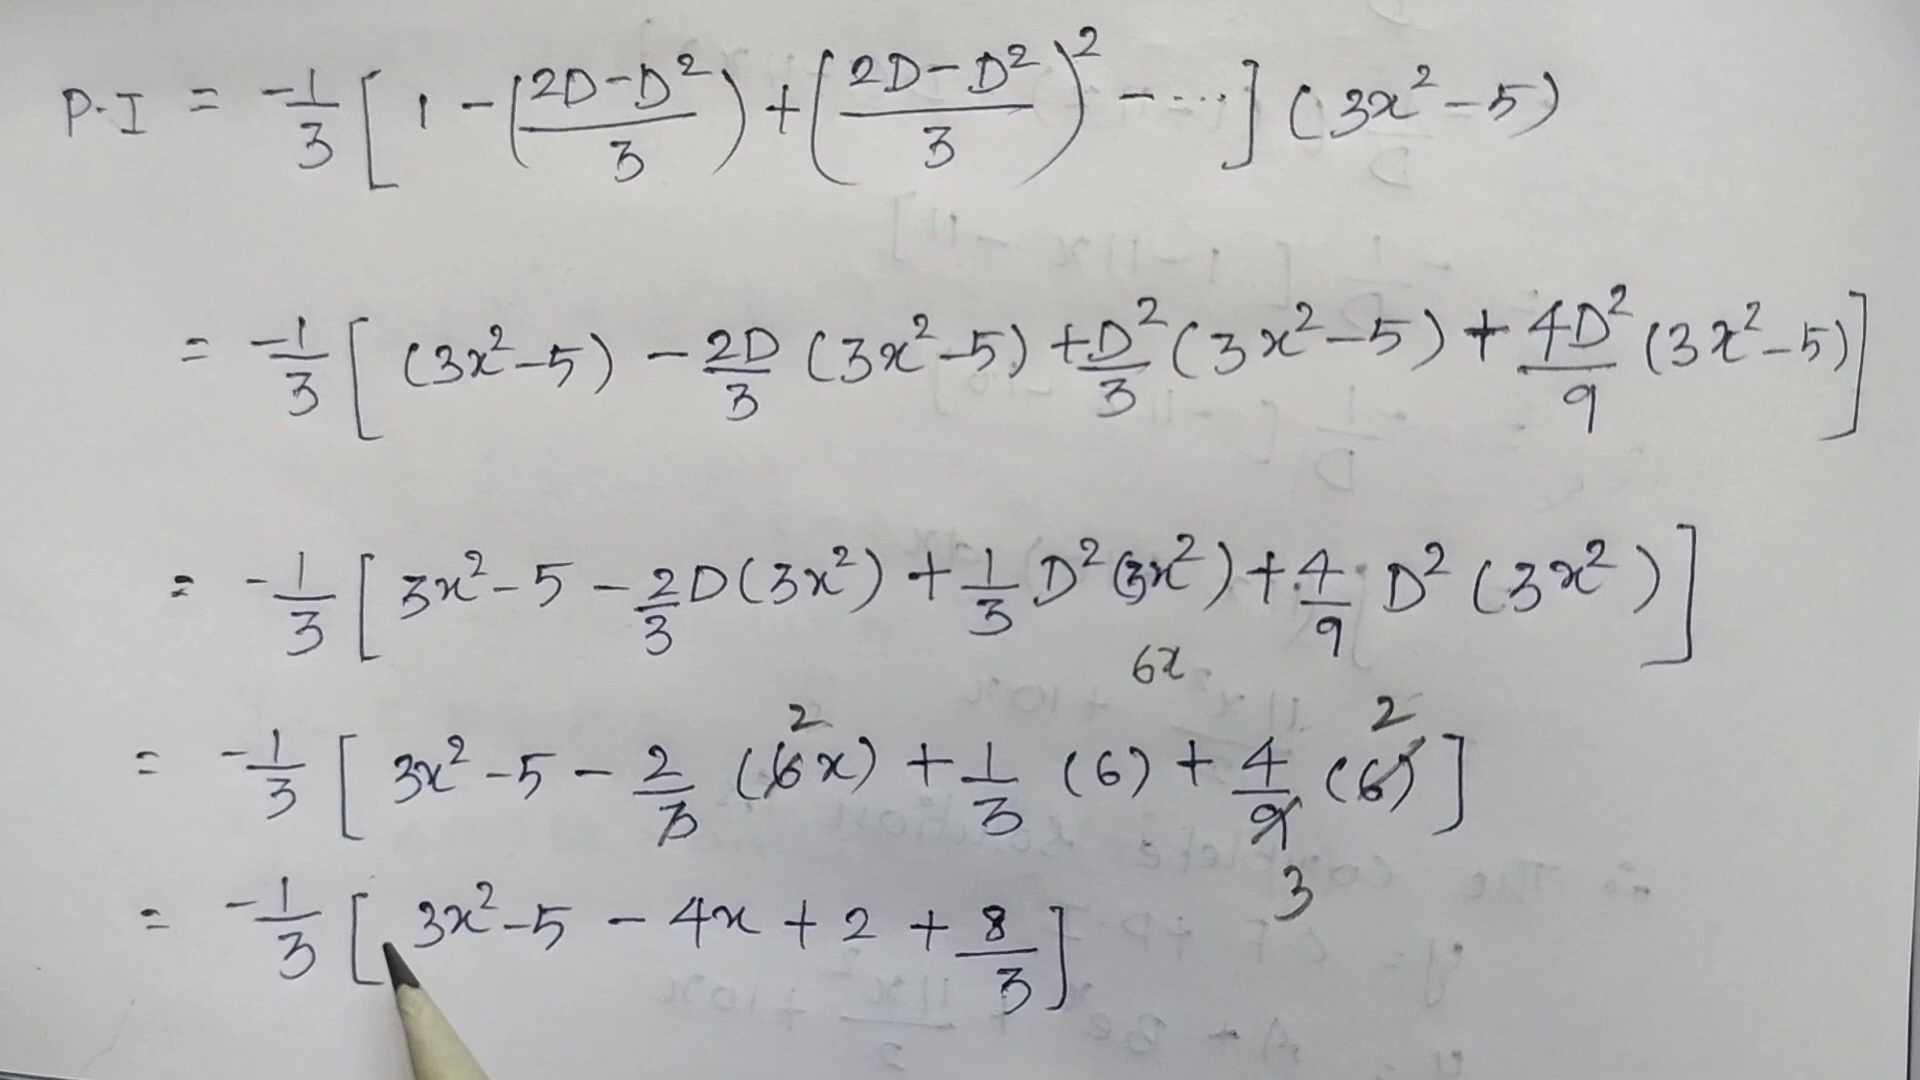 P.I = -1/3 [ 1 - (2D-D²/3) + (2D-D²/3)² - .... ] (3x²-5)
= -1/3 [ (3x²-5) - 2D/3 (3x²-5) + D²/3 (3x²-5) + 4D²/9 (3x²-5) ]
= -1/3 [ 3x²-5 - 2/3 D(3x²) + 1/3 D²(3x²) + 4/9 D² (3x²) ]
6x
2 2
= -1/3 [ 3x²-5 - 2/3 (6x) + 1/3 (6) + 4/9 (6) ]
3
= -1/3 [ 3x²-5 - 4x + 2 + 8/3 ]